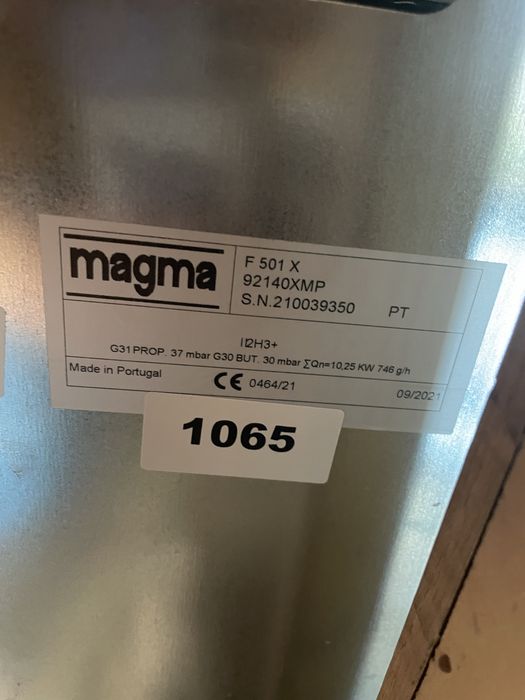 magma
F 501 X
92140XMP
S.N.210039350 PT
II2H3+
G31 PROP. 37 mbar G30 BUT. 30 mbar ∑Qn=10,25 KW 746 g/h
Made in Portugal CE 0464/21 09/2021
1065